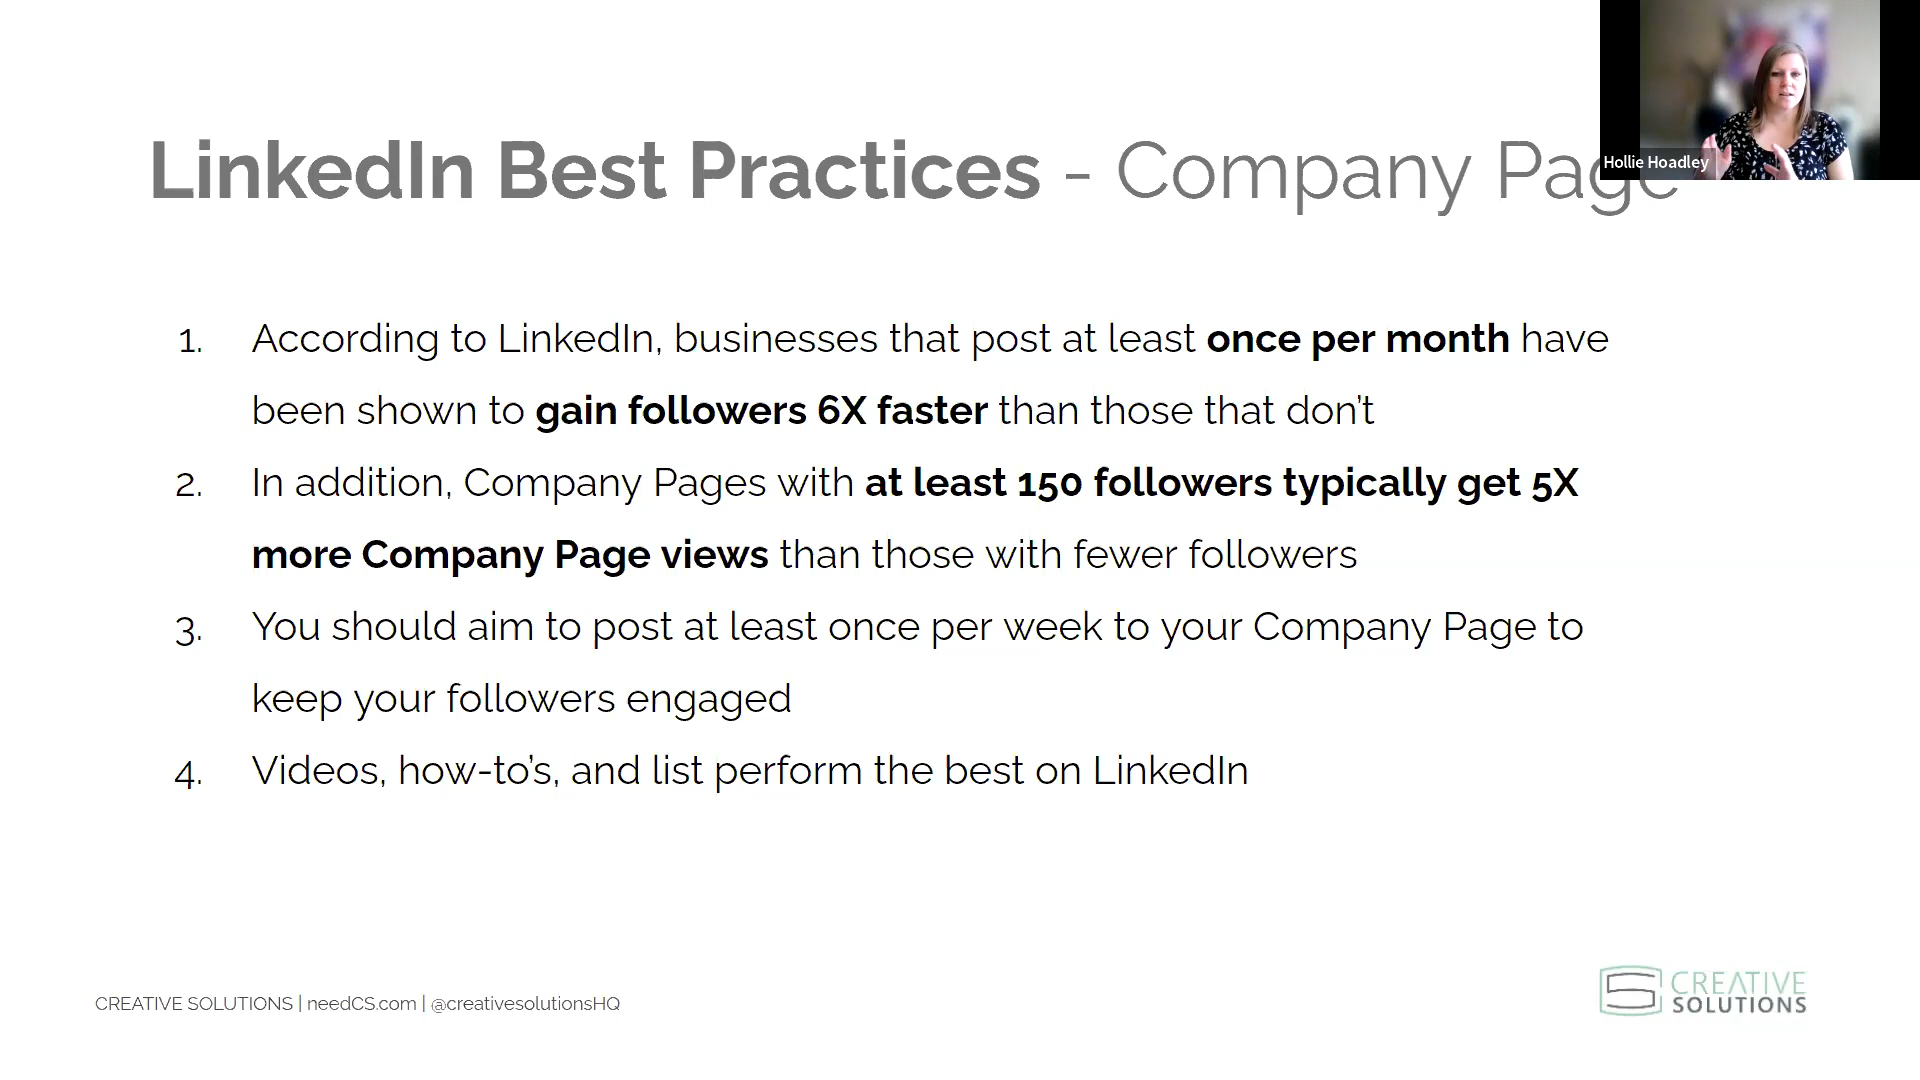 Hollie Hoadley
LinkedIn Best Practices - Company Page
1. According to LinkedIn, businesses that post at least once per month have
been shown to gain followers 6X faster than those that don’t
2. In addition, Company Pages with at least 150 followers typically get 5X
more Company Page views than those with fewer followers
3. You should aim to post at least once per week to your Company Page to
keep your followers engaged
4. Videos, how-to’s, and list perform the best on LinkedIn
CREATIVE SOLUTIONS | needCS.com | @creativesolutionsHQ
CREATIVE
SOLUTIONS